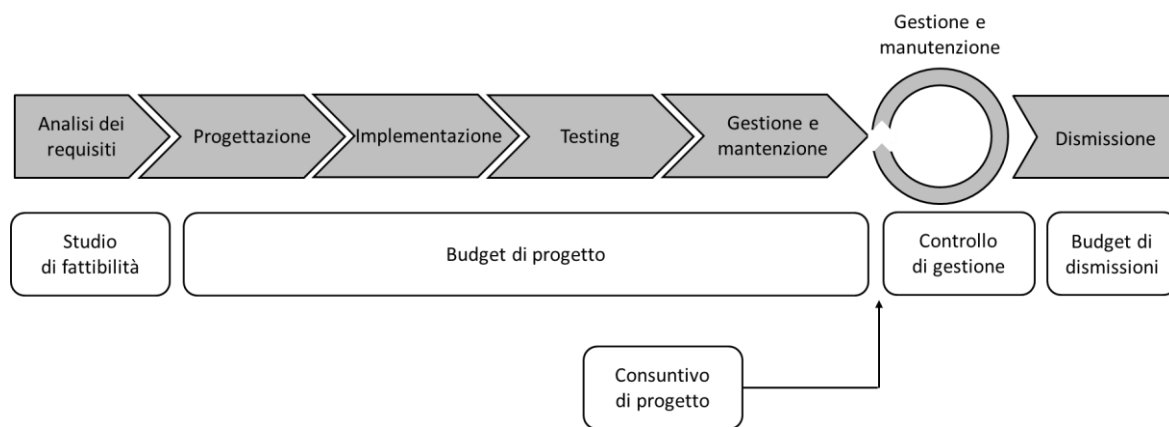 Gestione e
manutenzione
Analisi dei
requisiti
Progettazione
Implementazione
Testing
Gestione e
mantenzione
Dismissione
Studio
di fattibilità
Budget di progetto
Controllo
di gestione
Budget di
dismissioni
Consuntivo
di progetto